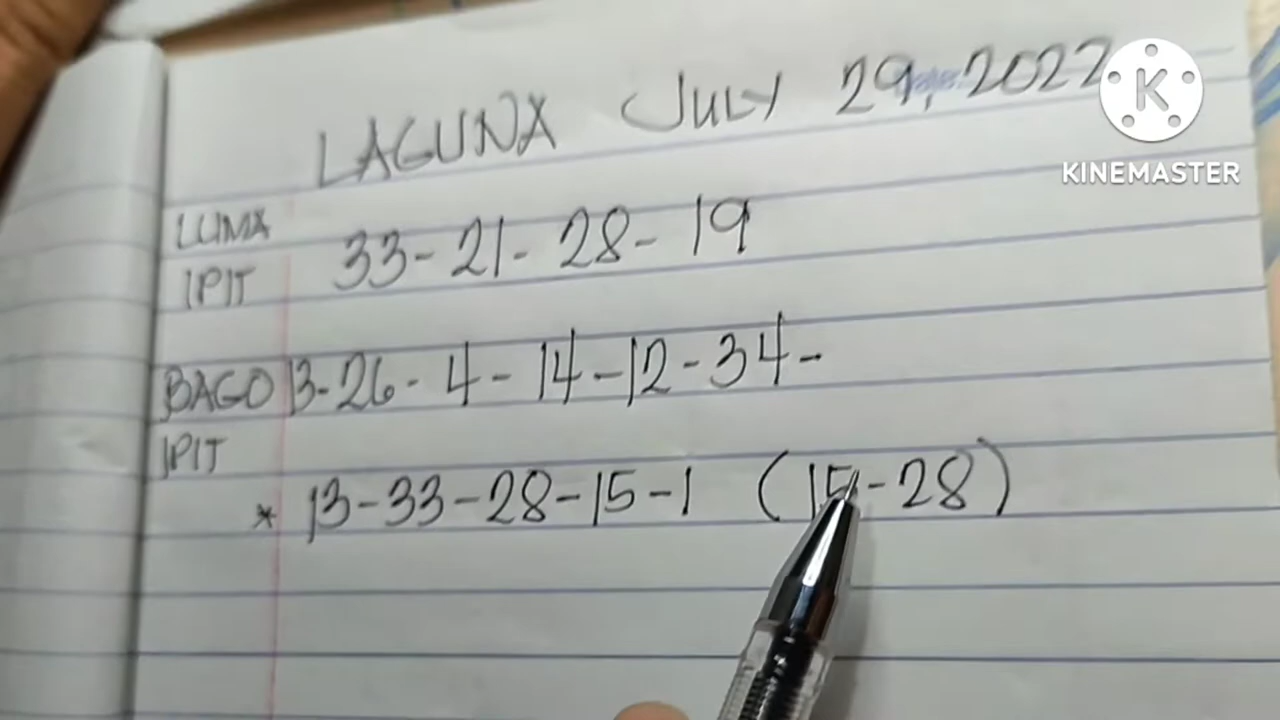 LAGUNA JULY 29, 2022
K
KINEMASTER
LUMA 33-21-28-19
IPIT
BAGO 13-26-4-14-12-34-
IPIT
* 13-33-28-15-1 (15-28)